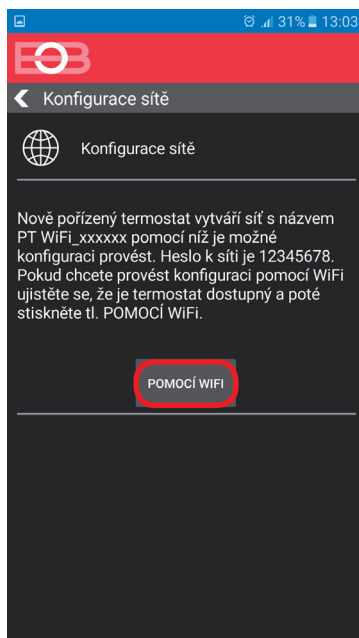 31% 13:03
EOB
Konfigurace sítě
Konfigurace sítě
Nově pořízený termostat vytváří síť s názvem
PT WiFi_xxxxxx pomocí níž je možné
konfiguraci provést. Heslo k síti je 12345678.
Pokud chcete provést konfiguraci pomocí WiFi
ujistěte se, že je termostat dostupný a poté
stiskněte tl. POMOCÍ WiFi.
POMOCÍ WIFI